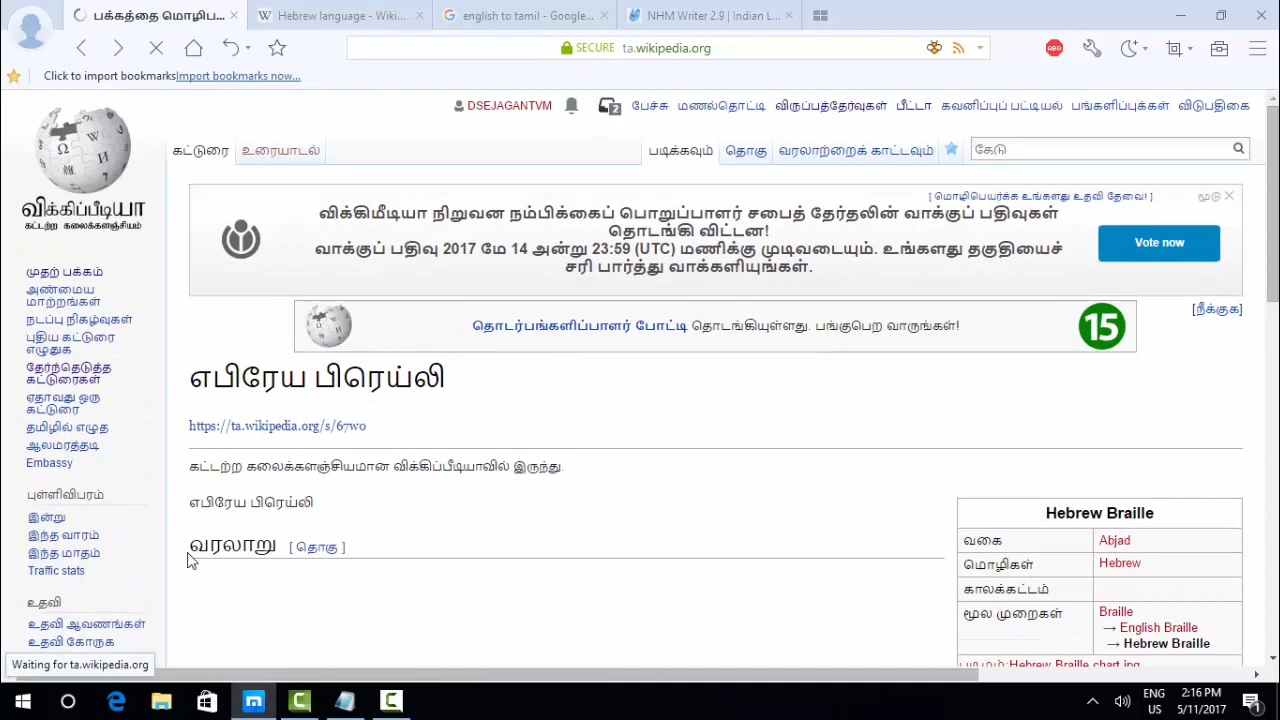 பக்கத்தை மொழிபெ...
Hebrew language - Wiki...
english to tamil - Google...
NHM Writer 2.9 | Indian L...
SECURE ta.wikipedia.org
Click to import bookmarks Import bookmarks now...
DSEJAGANTVM 2 பேச்சு மணல்தொட்டி விருப்பத்தேர்வுகள் பீட்டா கவனிப்புப் பட்டியல் பங்களிப்புக்கள் விடுபதிகை
கட்டுரை உரையாடல் படிக்கவும் தொகு வரலாற்றைக் காட்டவும் தேடு
விக்கிப்பீடியா
கட்டற்ற கலைக்களஞ்சியம்
முதற் பக்கம்
அண்மைய மாற்றங்கள்
நடப்பு நிகழ்வுகள்
புதிய கட்டுரை எழுதுக
தேர்ந்தெடுத்த கட்டுரைகள்
ஏதாவது ஒரு கட்டுரை
தமிழில் எழுத
ஆலமரத்தடி
Embassy
புள்ளிவிபரம்
இன்று
இந்த வாரம்
இந்த மாதம்
Traffic stats
உதவி
உதவி ஆவணங்கள்
உதவி கோருக
[ மொழிபெயர்க்க உங்களது உதவி தேவை! ] மூடு
விக்கிமீடியா நிறுவன நம்பிக்கைப் பொறுப்பாளர் சபைத் தேர்தலின் வாக்குப் பதிவுகள்
தொடங்கி விட்டன!
வாக்குப் பதிவு 2017 மே 14 அன்று 23:59 (UTC) மணிக்கு முடிவடையும். உங்களது தகுதியைச்
சரி பார்த்து வாக்களியுங்கள்.
Vote now
தொடர்பங்களிப்பாளர் போட்டி தொடங்கியுள்ளது. பங்குபெற வாருங்கள்!
15
[நீக்குக]
எபிரேய பிரெய்லி
https://ta.wikipedia.org/s/67wo
கட்டற்ற கலைக்களஞ்சியமான விக்கிப்பீடியாவில் இருந்து.
எபிரேய பிரெய்லி
வரலாறு [ தொகு ]
Hebrew Braille
வகை Abjad
மொழிகள் Hebrew
காலக்கட்டம்
மூல முறைகள் Braille
→ English Braille
→ Hebrew Braille
படிமம்:Hebrew Braille chart.jpg
Waiting for ta.wikipedia.org
ENG
US
2:16 PM
5/11/2017
1